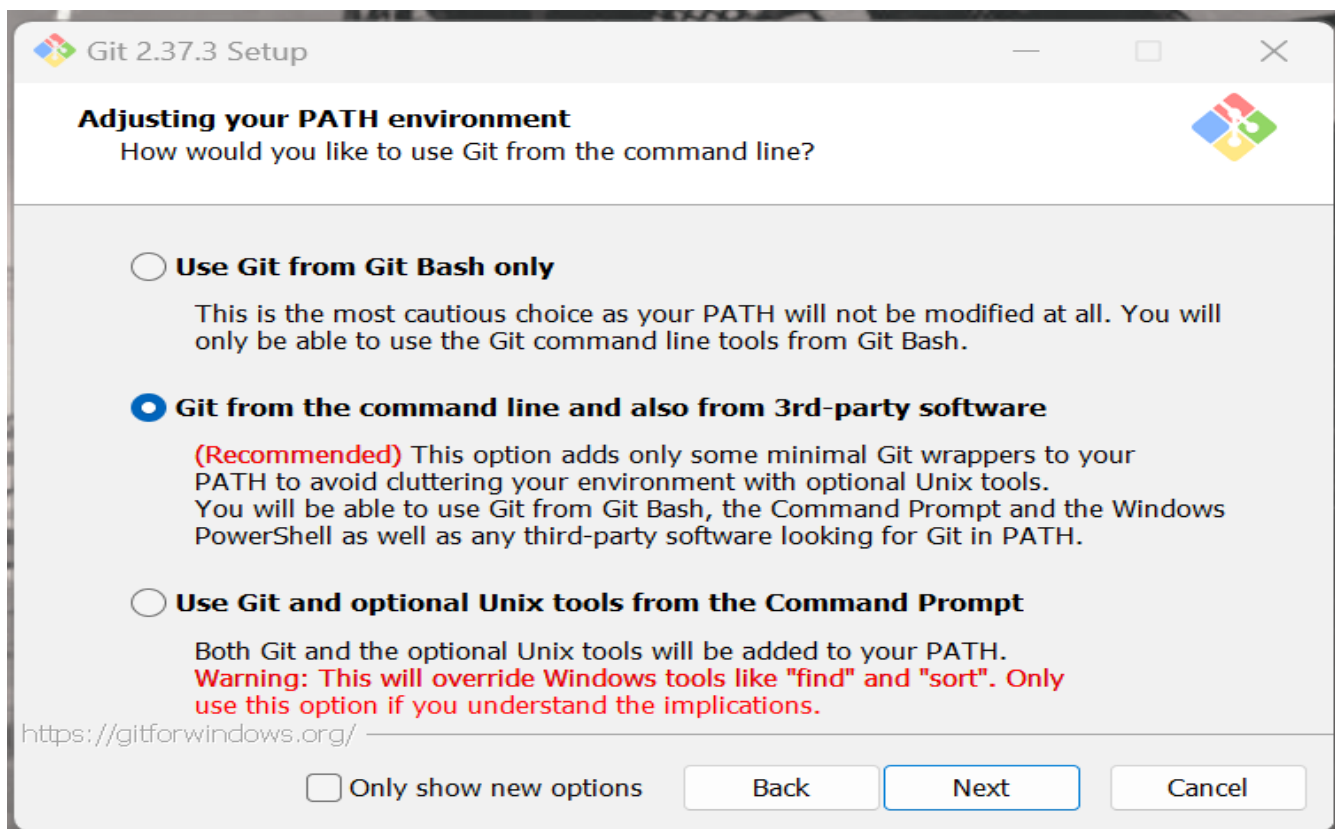 Git 2.37.3 Setup
Adjusting your PATH environment
How would you like to use Git from the command line?
Use Git from Git Bash only
This is the most cautious choice as your PATH will not be modified at all. You will
only be able to use the Git command line tools from Git Bash.
Git from the command line and also from 3rd-party software
(Recommended) This option adds only some minimal Git wrappers to your
PATH to avoid cluttering your environment with optional Unix tools.
You will be able to use Git from Git Bash, the Command Prompt and the Windows
PowerShell as well as any third-party software looking for Git in PATH.
Use Git and optional Unix tools from the Command Prompt
Both Git and the optional Unix tools will be added to your PATH.
Warning: This will override Windows tools like "find" and "sort". Only
use this option if you understand the implications.
https://gitforwindows.org/
Only show new options Back Next Cancel